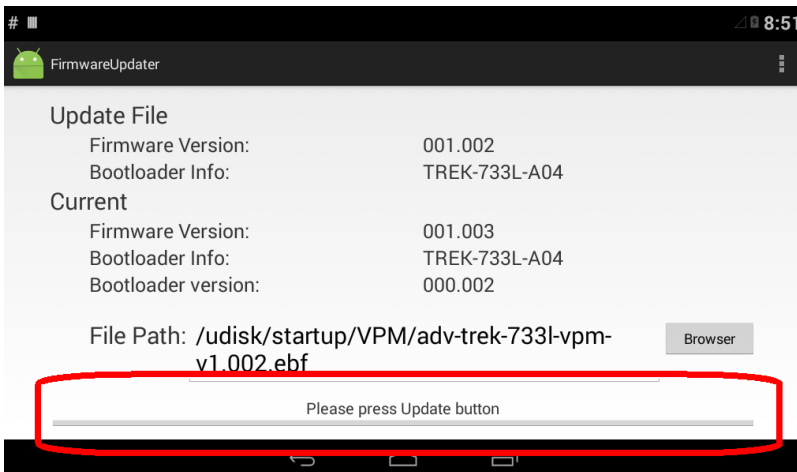 # 8:51
FirmwareUpdater
Update File
Firmware Version: 001.002
Bootloader Info: TREK-733L-A04
Current
Firmware Version: 001.003
Bootloader Info: TREK-733L-A04
Bootloader version: 000.002
File Path: /udisk/startup/VPM/adv-trek-733l-vpm- Browser
v1.002.ebf
Please press Update button